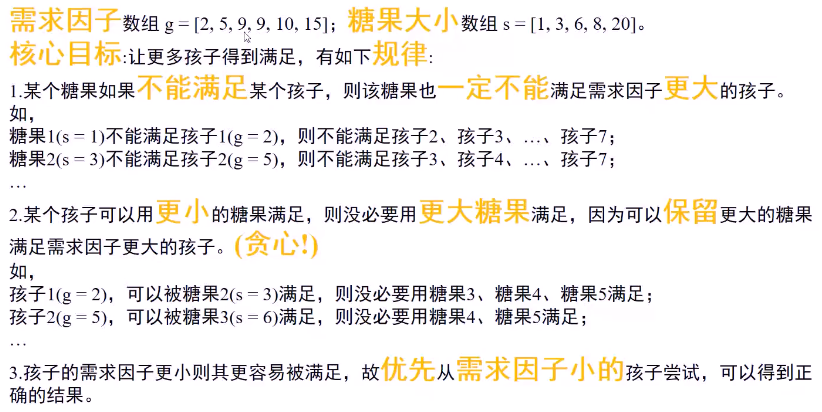 需求因子数组 g = [2, 5, 9, 9, 10, 15]；糖果大小数组 s = [1, 3, 6, 8, 20]。
核心目标:让更多孩子得到满足，有如下规律:
1.某个糖果如果不能满足某个孩子，则该糖果也一定不能满足需求因子更大的孩子。
如，
糖果1(s = 1)不能满足孩子1(g = 2)，则不能满足孩子2、孩子3、…、孩子7；
糖果2(s = 3)不能满足孩子2(g = 5)，则不能满足孩子3、孩子4、…、孩子7；
…
2.某个孩子可以用更小的糖果满足，则没必要用更大糖果满足，因为可以保留更大的糖果
满足需求因子更大的孩子。(贪心!)
如，
孩子1(g = 2)，可以被糖果2(s = 3)满足，则没必要用糖果3、糖果4、糖果5满足；
孩子2(g = 5)，可以被糖果3(s = 6)满足，则没必要用糖果4、糖果5满足；
…
3.孩子的需求因子更小则其更容易被满足，故优先从需求因子小的孩子尝试，可以得到正
确的结果。